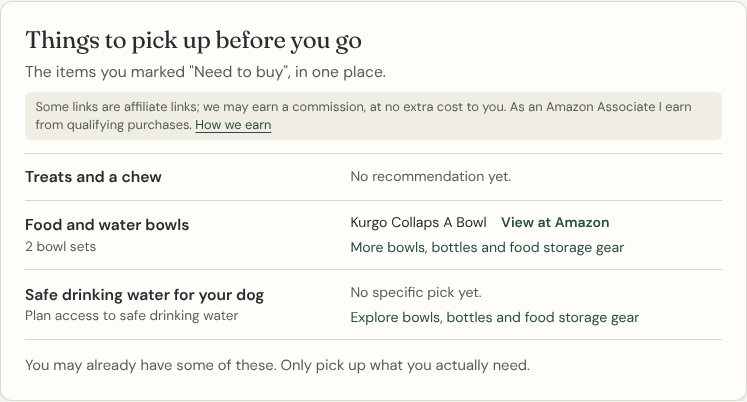 Things to pick up before you go
The items you marked "Need to buy", in one place.
Some links are affiliate links; we may earn a commission, at no extra cost to you. As an Amazon Associate I earn
from qualifying purchases. How we earn
Treats and a chew
No recommendation yet.
Food and water bowls
2 bowl sets
Kurgo Collaps A Bowl View at Amazon
More bowls, bottles and food storage gear
Safe drinking water for your dog
Plan access to safe drinking water
No specific pick yet.
Explore bowls, bottles and food storage gear
You may already have some of these. Only pick up what you actually need.